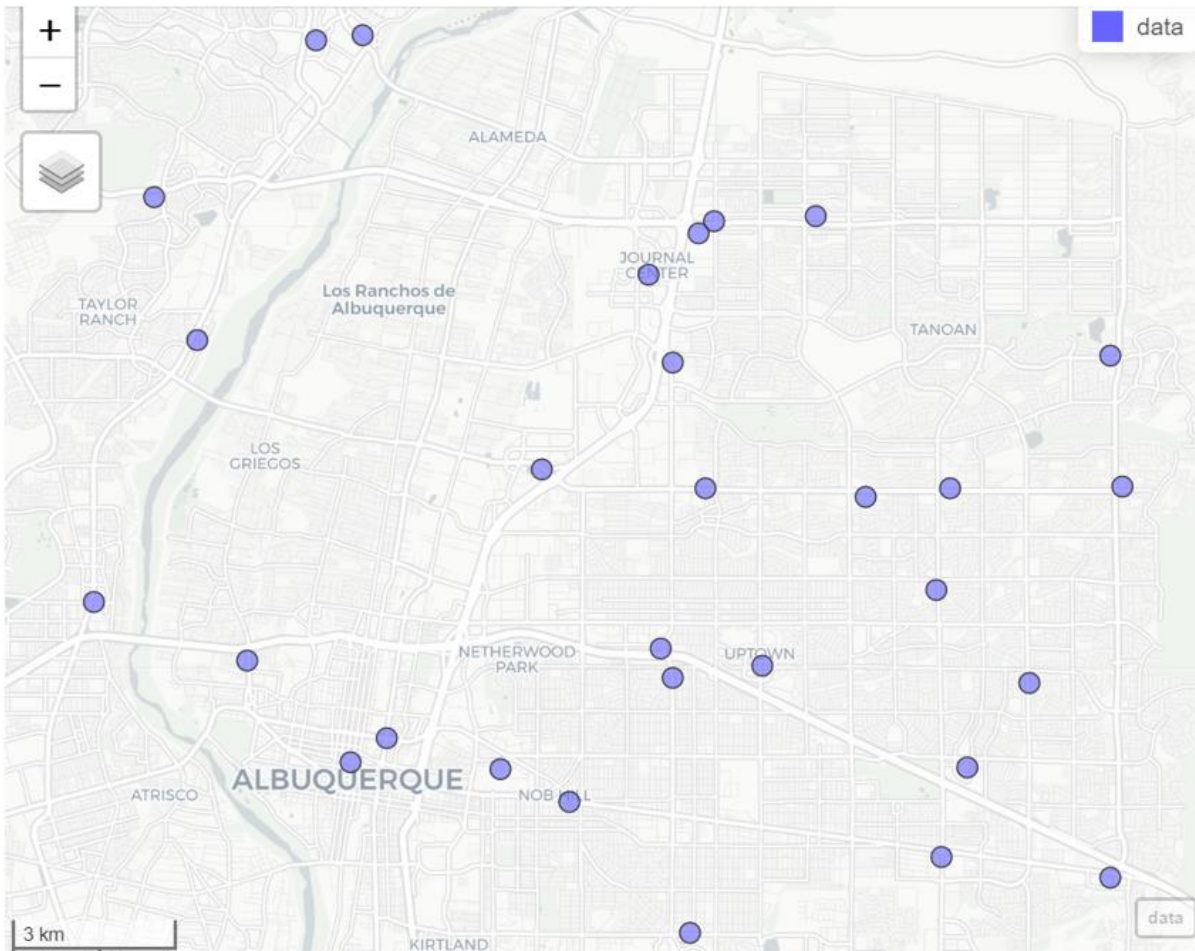 +
data
−
ALAMEDA
JOURNAL
CENTER
Los Ranchos de
Albuquerque
TAYLOR
RANCH
TANOAN
LOS
GRIEGOS
NETHERWOOD
PARK
UPTOWN
ALBUQUERQUE
ATRISCO
NOB HILL
data
3 km
KIRTLAND